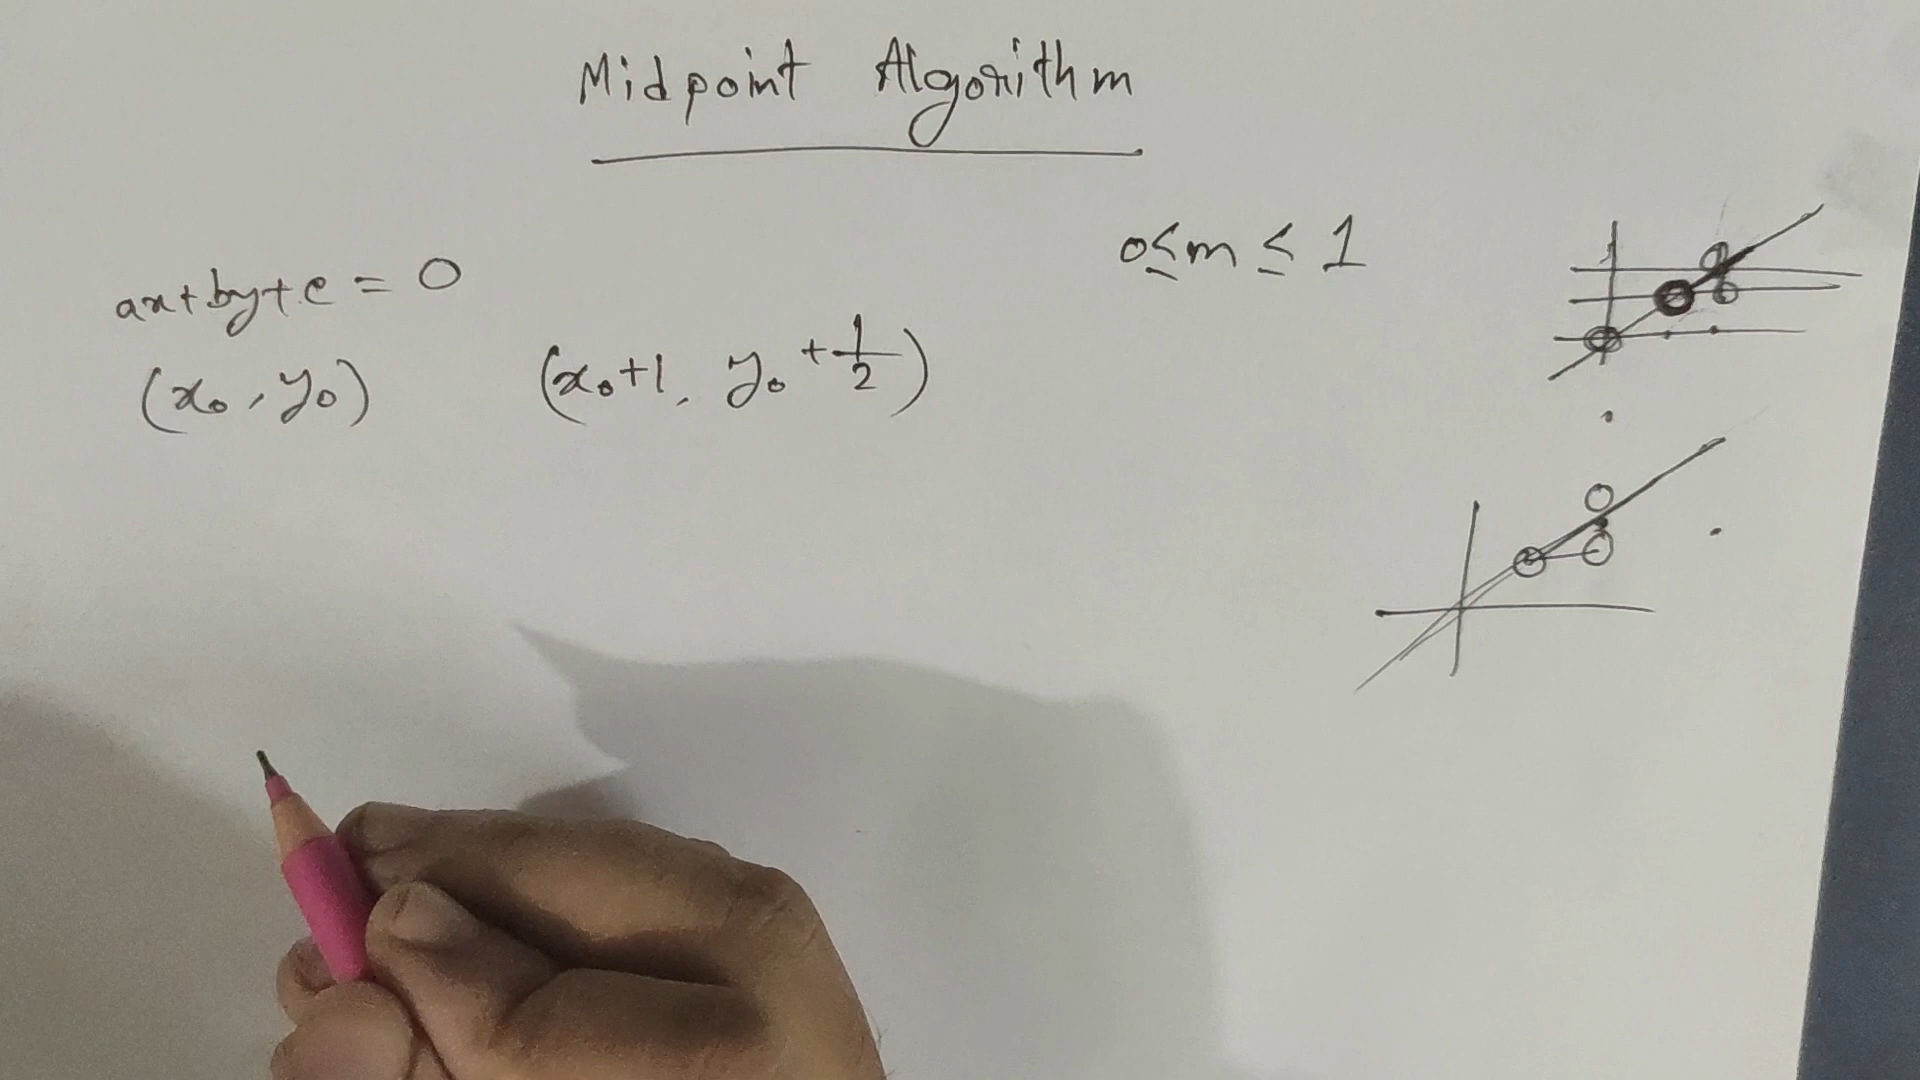 Midpoint Algorithm
0 ≤ m ≤ 1
ax+by+c = 0
(x₀, y₀) (x₀+1, y₀+1/2)